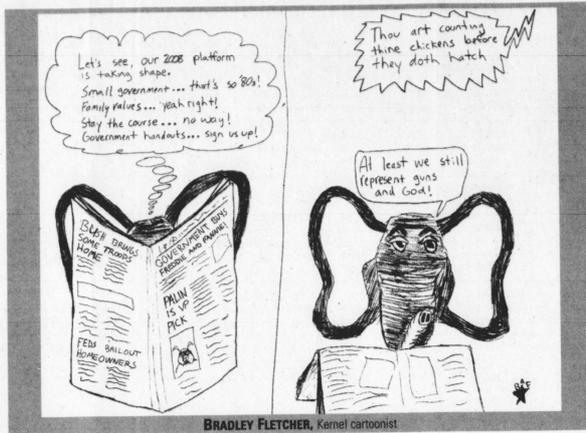 Let's see, our 2008 platform
is taking shape.
Small government... that's so '80s!
Family values... yeah right!
Stay the course... no way!
Government handouts... sign us up!
BUSH BRINGS
SOME TROOPS
HOME
FEDS BAILOUT
HOMEOWNERS
GOVERNMENT BUYS
FREDDIE AND FANNIE!
PALIN
IS VP
PICK
Thou art counting
thine chickens before
they doth hatch
At least we still
represent guns
and God!
BRADLEY FLETCHER, Kernel cartoonist